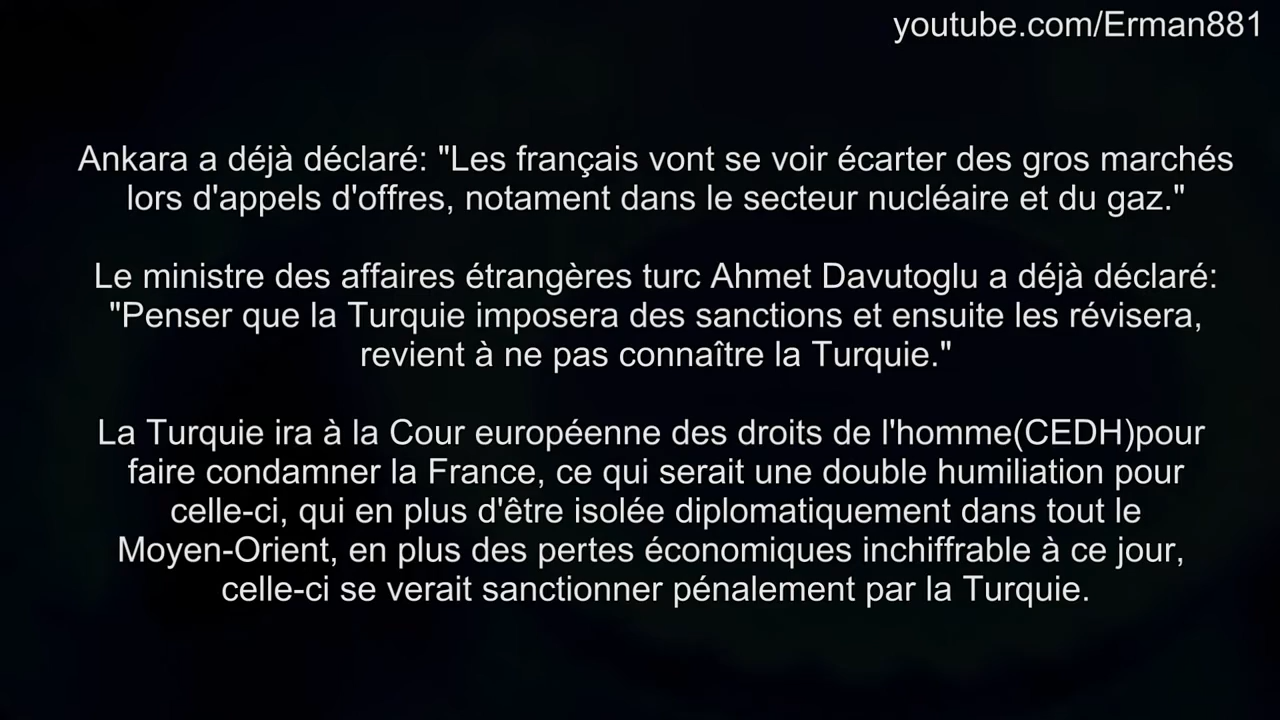 youtube.com/Erman881
Ankara a déjà déclaré: "Les français vont se voir écarter des gros marchés
lors d'appels d'offres, notament dans le secteur nucléaire et du gaz."
Le ministre des affaires étrangères turc Ahmet Davutoglu a déjà déclaré:
"Penser que la Turquie imposera des sanctions et ensuite les révisera,
revient à ne pas connaître la Turquie."
La Turquie ira à la Cour européenne des droits de l'homme(CEDH)pour
faire condamner la France, ce qui serait une double humiliation pour
celle-ci, qui en plus d'être isolée diplomatiquement dans tout le
Moyen-Orient, en plus des pertes économiques inchiffrable à ce jour,
celle-ci se verait sanctionner pénalement par la Turquie.